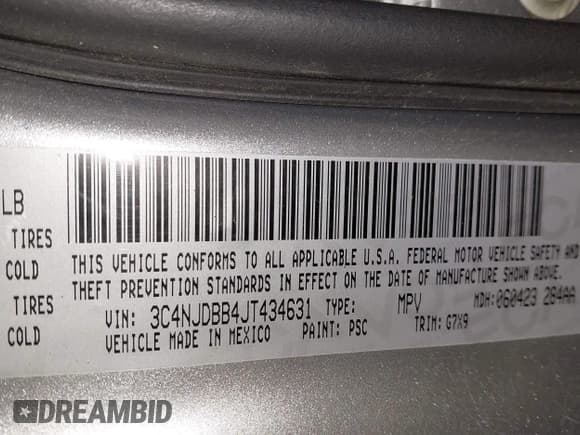 LB
TIRES
COLD
THIS VEHICLE CONFORMS TO ALL APPLICABLE U.S.A. FEDERAL MOTOR VEHICLE SAFETY AND
THEFT PREVENTION STANDARDS IN EFFECT ON THE DATE OF MANUFACTURE SHOWN ABOVE.
TIRES
COLD
VIN: 3C4NJDBB4JT434631 TYPE: MPV MDH:060423 284AA
VEHICLE MADE IN MEXICO PAINT: PSC TRIM: G7X9
DREAMBID